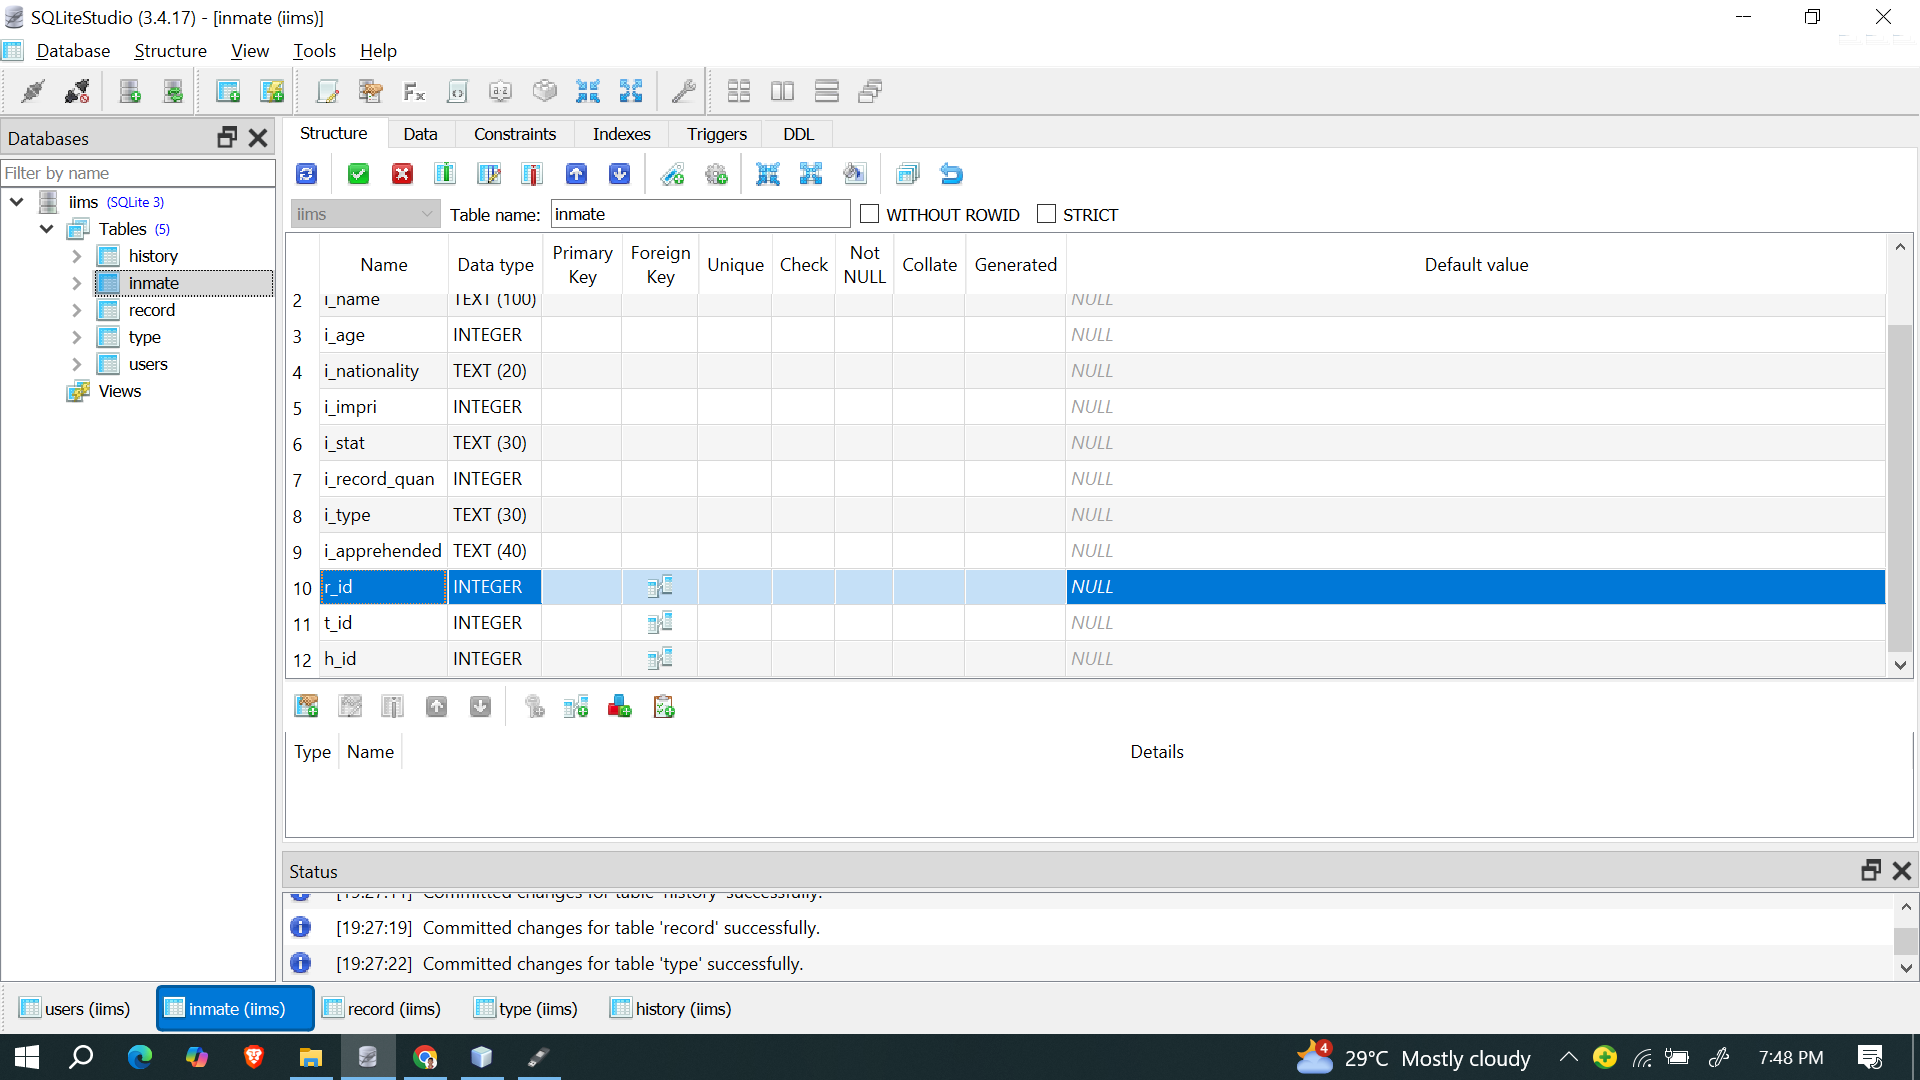 SQLiteStudio (3.4.17) - [inmate (iims)]
Database Structure View Tools Help
Databases
Filter by name
iims (SQLite 3)
Tables (5)
history
inmate
record
type
users
Views
Structure Data Constraints Indexes Triggers DDL
iims Table name: inmate WITHOUT ROWID STRICT
Name Data type Primary Key Foreign Key Unique Check Not NULL Collate Generated Default value
2 i_name TEXT (100) NULL
3 i_age INTEGER NULL
4 i_nationality TEXT (20) NULL
5 i_impri INTEGER NULL
6 i_stat TEXT (30) NULL
7 i_record_quan INTEGER NULL
8 i_type TEXT (30) NULL
9 i_apprehended TEXT (40) NULL
10 r_id INTEGER NULL
11 t_id INTEGER NULL
12 h_id INTEGER NULL
Type Name Details
Status
[19:27:11] Committed changes for table 'history' successfully.
[19:27:19] Committed changes for table 'record' successfully.
[19:27:22] Committed changes for table 'type' successfully.
users (iims) inmate (iims) record (iims) type (iims) history (iims)
4 29°C Mostly cloudy 7:48 PM